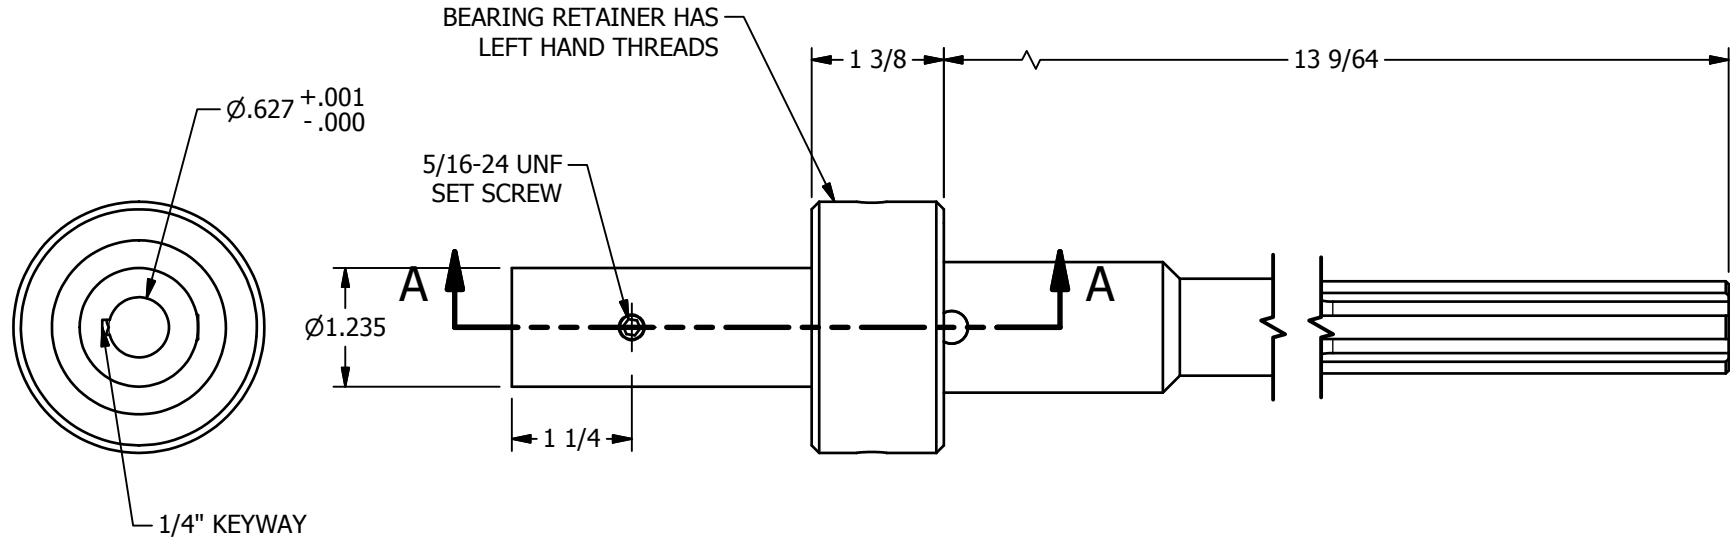 BEARING RETAINER HAS
LEFT HAND THREADS
1 3/8
13 9/64
Ø.627 +.001
- .000
5/16-24 UNF
SET SCREW
A
A
Ø1.235
1 1/4
1/4" KEYWAY